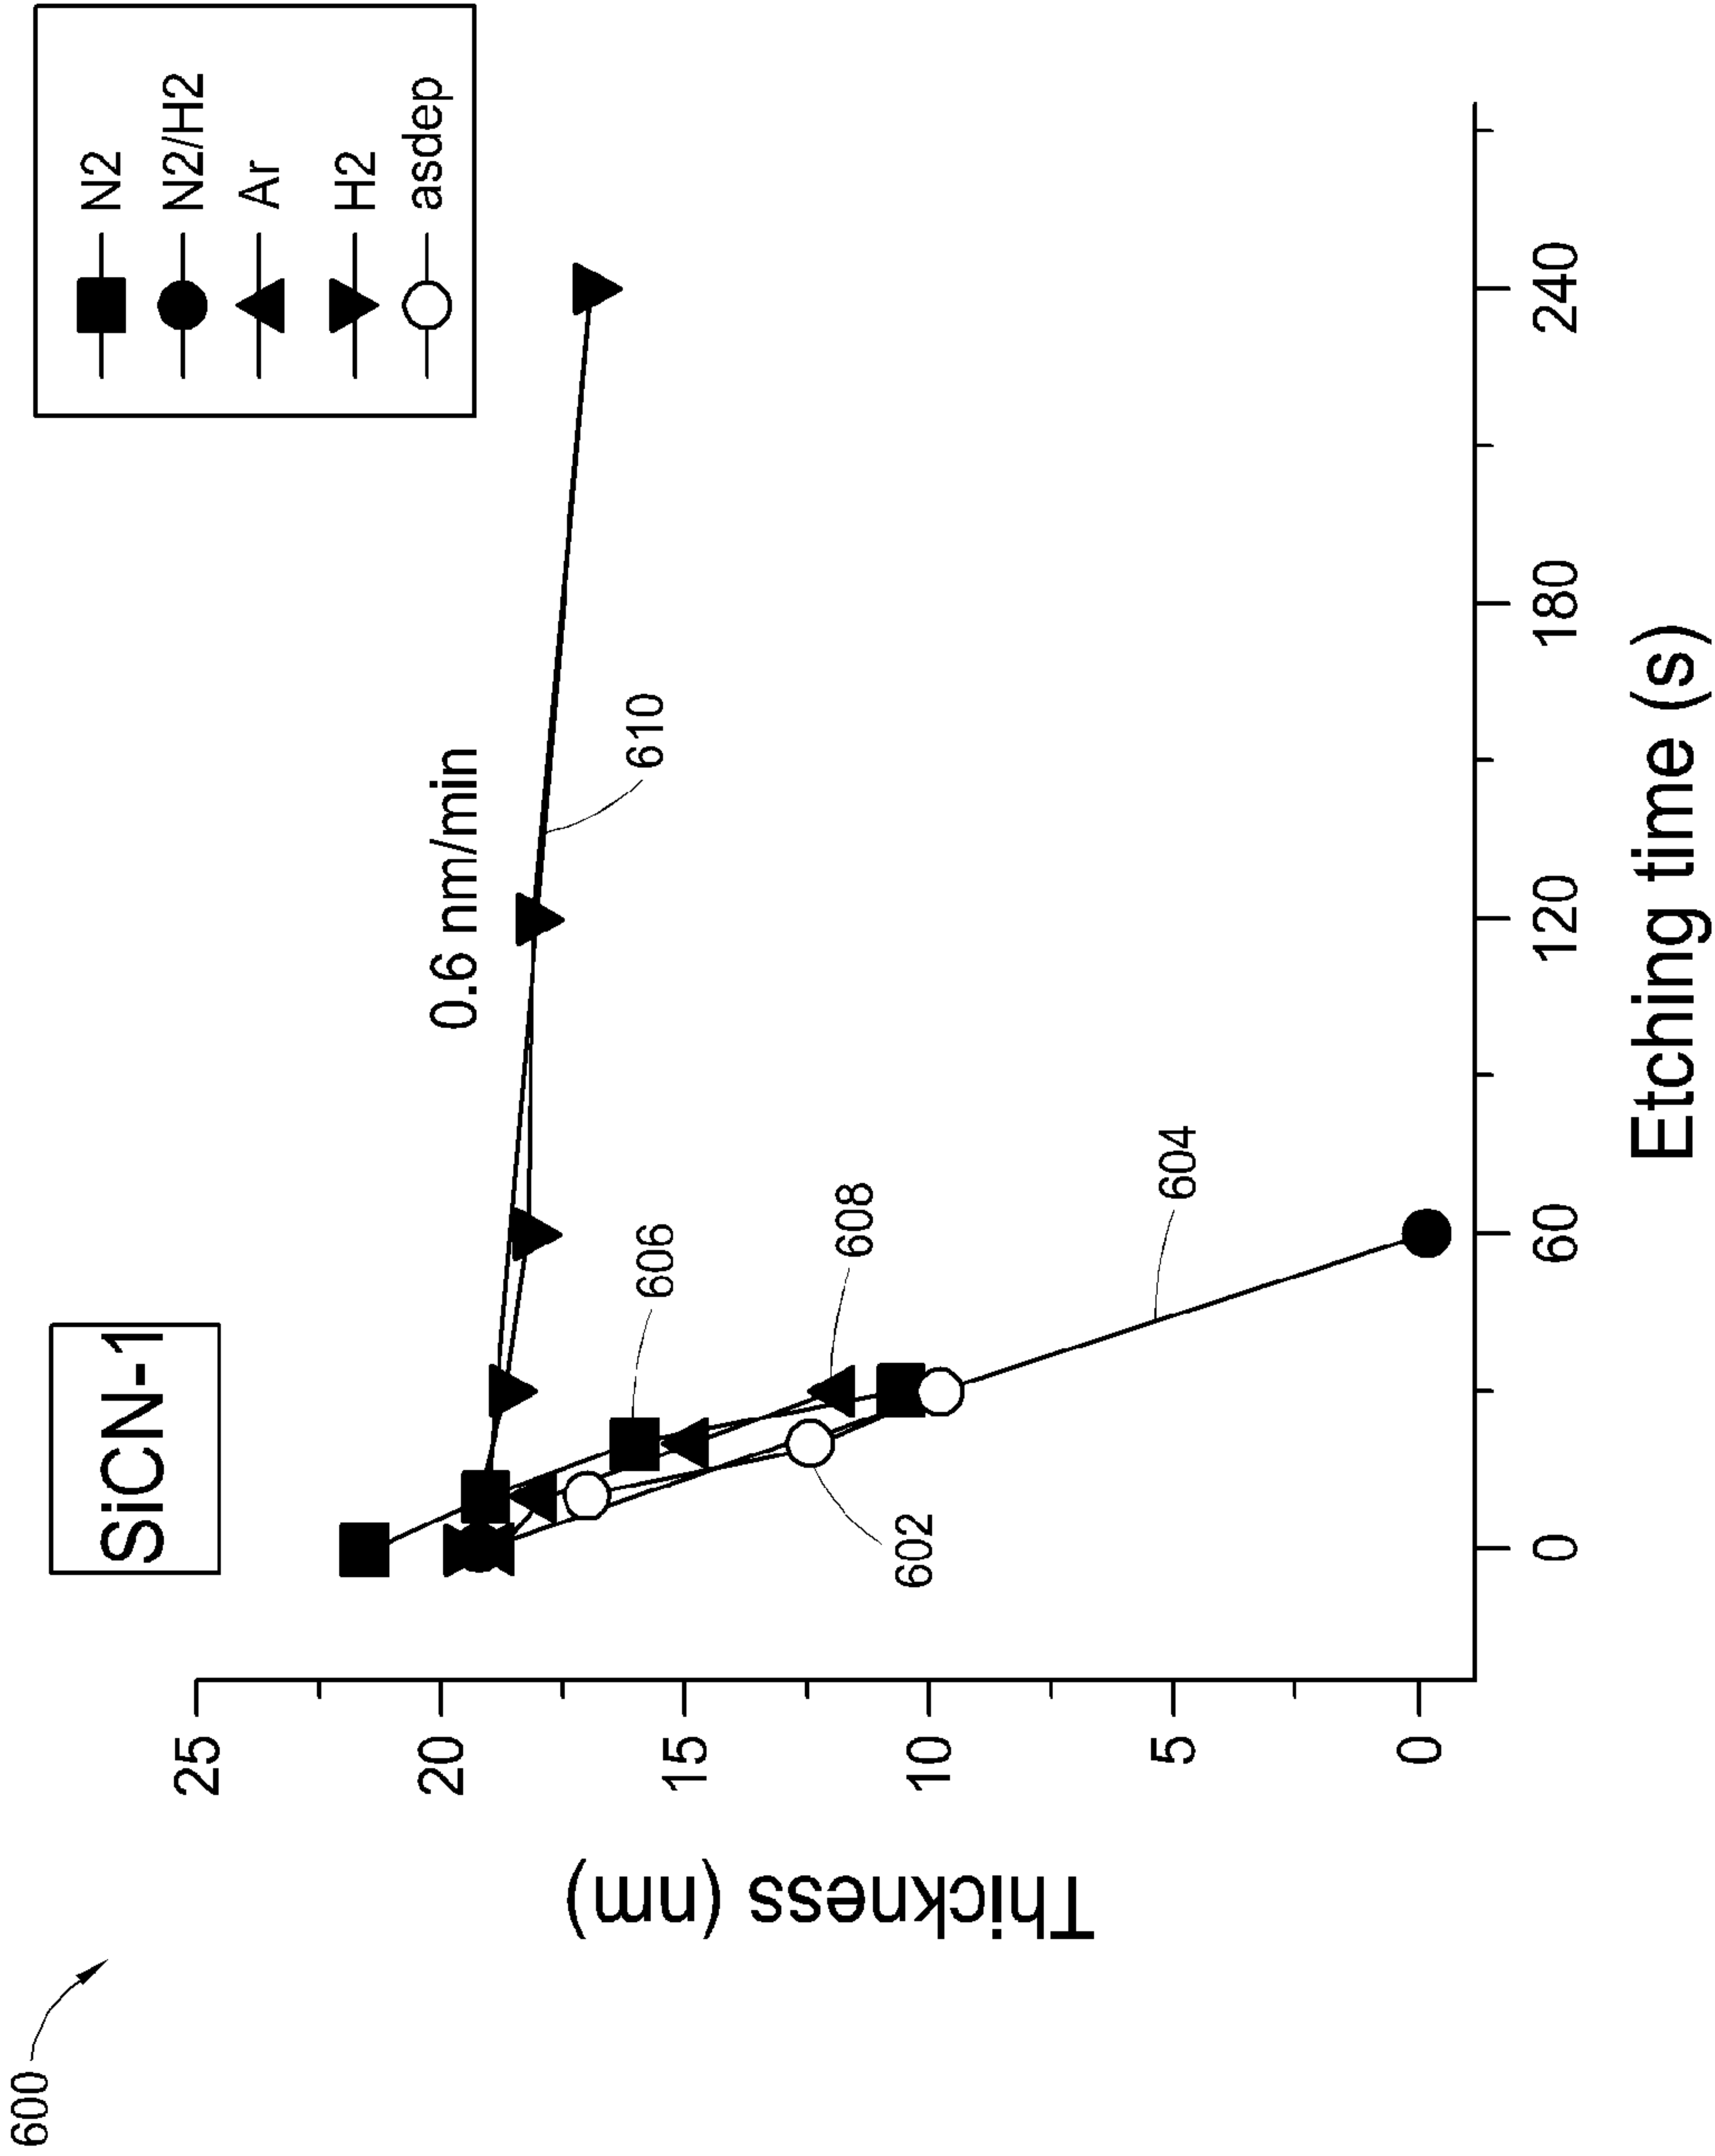 600
SiCN-1
N2
N2/H2
Ar
H2
asdep
0.6 nm/min
610
606
608
604
602
Thickness (nm)
25
20
15
10
5
0
0
60
120
180
240
Etching time (s)